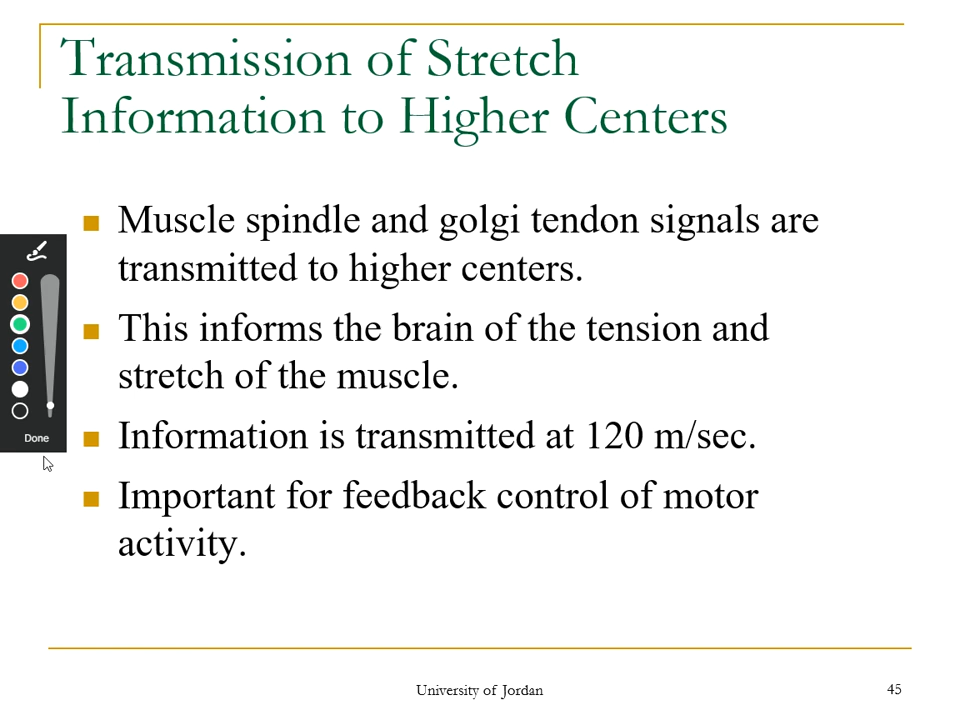 Transmission of Stretch
Information to Higher Centers
Muscle spindle and golgi tendon signals are
transmitted to higher centers.
This informs the brain of the tension and
stretch of the muscle.
Information is transmitted at 120 m/sec.
Important for feedback control of motor
activity.
Done
University of Jordan
45